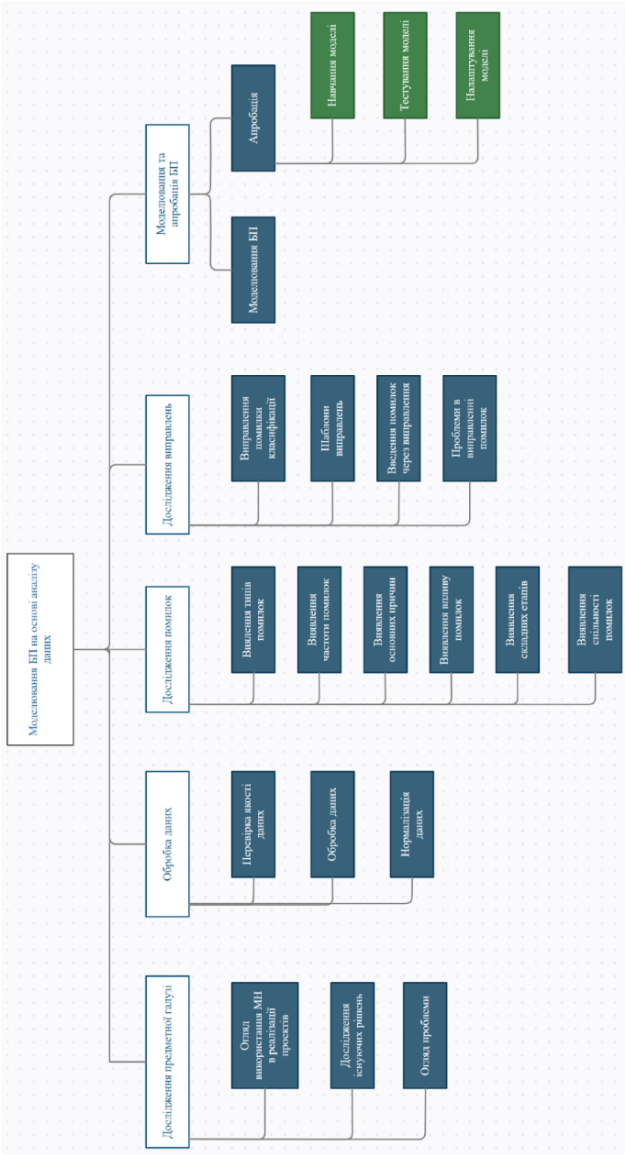 Моделювання БП на основі аналізу
даних
Дослідження предметної галузі
Огляд
використання МН
в реалізації
проєктів
Дослідження
існуючих рішень
Огляд проблеми
Обробка даних
Перевірка якості
даних
Обробка даних
Нормалізація
даних
Дослідження помилок
Виялення типів
помилок
Виявлення
частоти помилок
Виявлення
основних причин
Виявлення впливу
помилок
Виявлення
складних етапів
Виявлення
спільності
помилок
Дослідження виправлень
Виправлення
помилки
класифікації
Шаблони
виправлень
Введення помилок
через виправлення
Проблеми в
виправленні
помилок
Моделювання та
апробація БП
Моделювання БП
Апробація
Навчання моделі
Тестування моделі
Налаштування
моделі